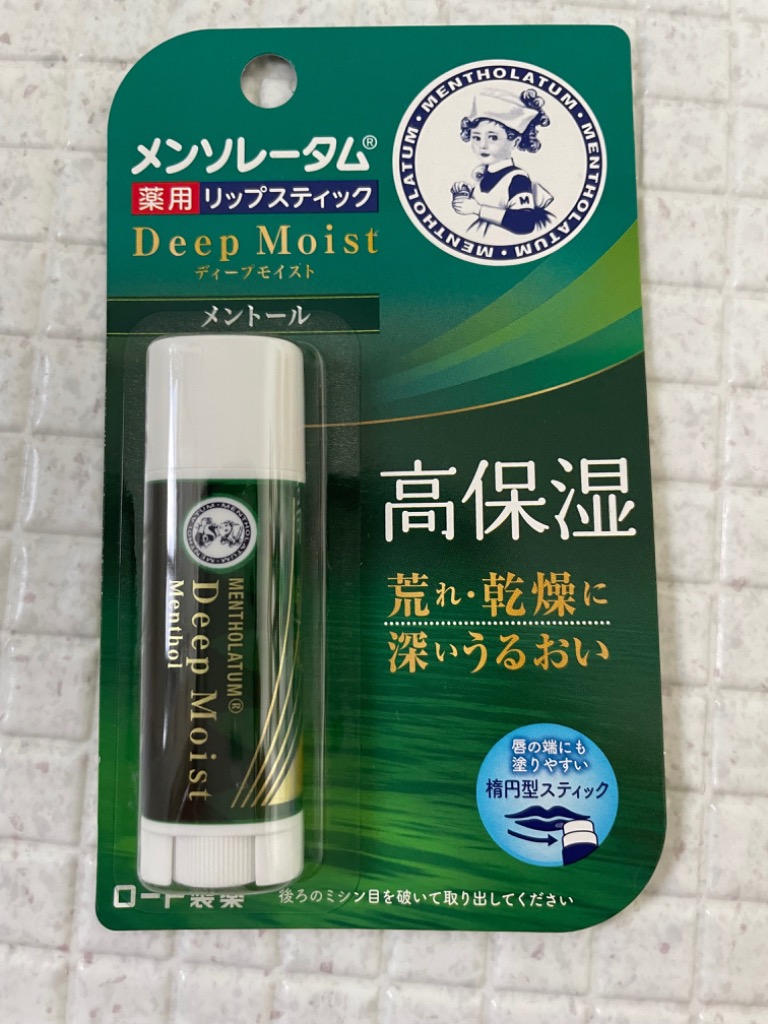 メンソレータム®
薬用 リップスティック
Deep Moist
ディープモイスト
メントール
MENTHOLATUM・MENTHOLATUM・MENTHOLATUM・MENTHOLATUM・
M
高保湿
荒れ・乾燥に
深いうるおい
唇の端にも
塗りやすい
楕円型スティック
MENTHOLATUM®
Deep Moist
Menthol
ロート製薬
後ろのミシン目を破いて取り出してください